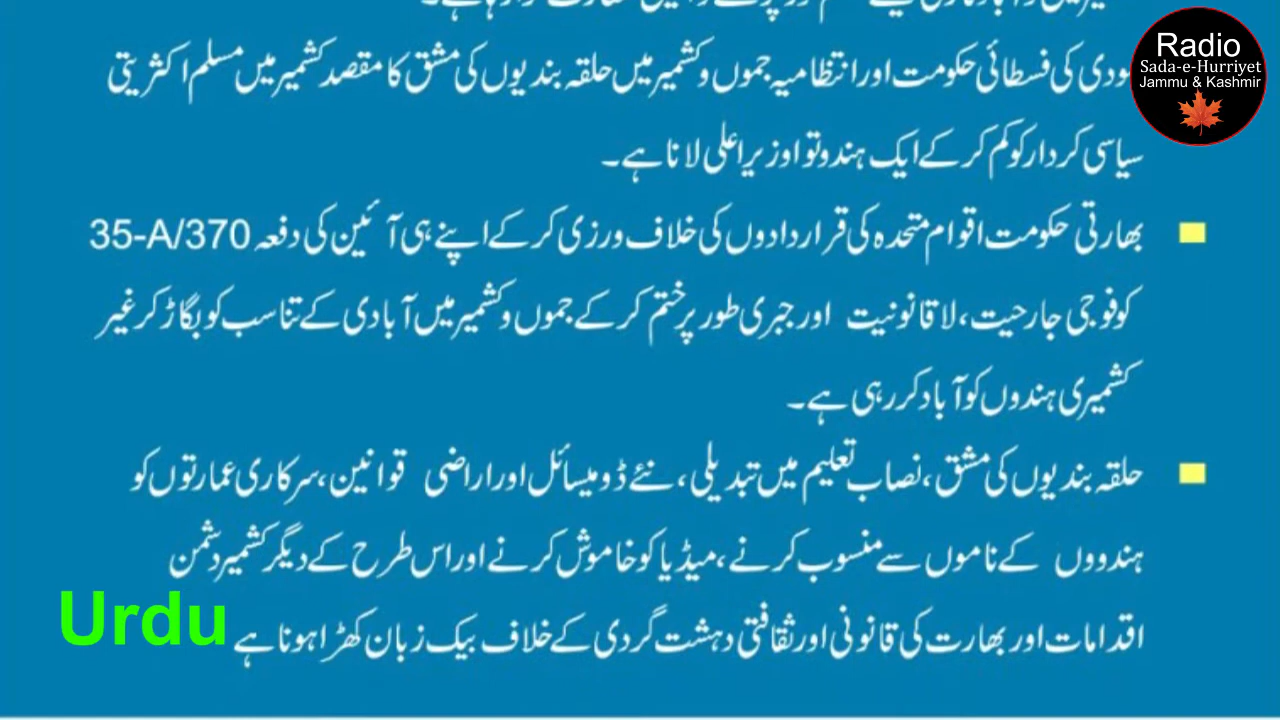 Radio
Sada-e-Hurriyet
Jammu & Kashmir
کی فسطائی حکومت اور انتظامیہ جموں وکشمیر میں حلقہ بندیوں کی مشق کا مقصد کشمیر میں مسلم اکثریتی
سیاسی کردار کو کم کر کے ایک ہندوتوا وزیر اعلی لانا ہے۔
بھارتی حکومت اقوام متحدہ کی قراردادوں کی خلاف ورزی کر کے اپنے ہی آئین کی دفعہ 35-A/370
کو فوجی جارحیت، لا قانونیت اور جبری طور پر ختم کر کے جموں وکشمیر میں آبادی کے تناسب کو بگاڑ کر غیر
کشمیری ہندوں کو آباد کر رہی ہے۔
حلقہ بندیوں کی مشق، نصاب تعلیم میں تبدیلی، نئے ڈومیسائل اور اراضی قوانین، سرکاری عمارتوں کو
ہندووں کے ناموں سے منسوب کرنے، میڈیا کو خاموش کرنے اور اس طرح کے دیگر کشمیر دشمن
اقدامات اور بھارت کی قانونی اور ثقافتی دہشت گردی کے خلاف بیک زبان کھڑا ہونا ہے
Urdu